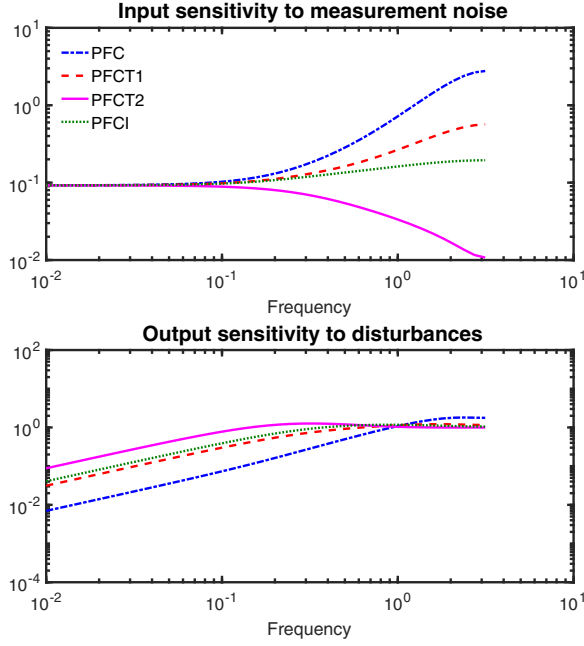 Input sensitivity to measurement noise
10^1
10^0
10^-1
10^-2
PFC
PFCT1
PFCT2
PFCI
10^-2
10^-1
10^0
10^1
Frequency
Output sensitivity to disturbances
10^2
10^0
10^-2
10^-4
10^-2
10^-1
10^0
10^1
Frequency